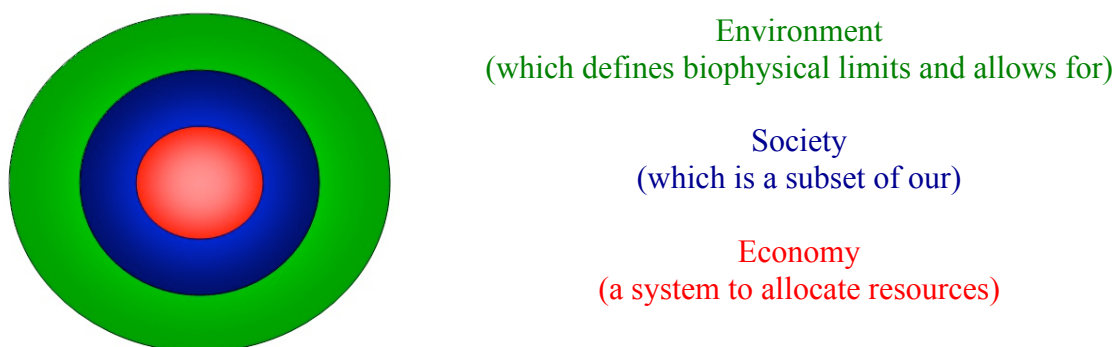 Environment
(which defines biophysical limits and allows for)
Society
(which is a subset of our)
Economy
(a system to allocate resources)